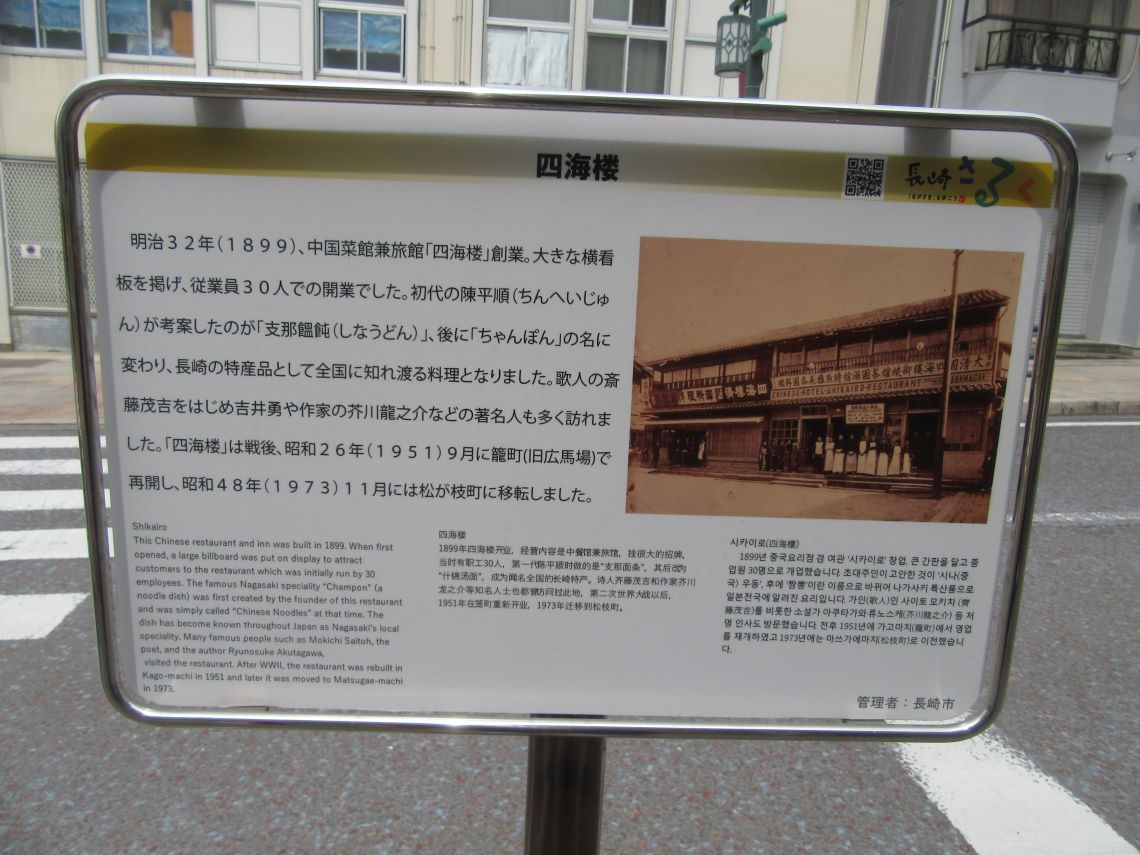 四海楼
長崎さるく
明治３２年（１８９９）、中国菜館兼旅館「四海楼」創業。大きな横看
板を掲げ、従業員３０人での開業でした。初代の陳平順（ちんへいじゅ
ん）が考案したのが「支那饂飩（しなうどん）」、後に「ちゃんぽん」の名に
変わり、長崎の特産品として全国に知れ渡る料理となりました。歌人の斎
藤茂吉をはじめ吉井勇や作家の芥川龍之介などの著名人も多く訪れま
した。「四海楼」は戦後、昭和２６年（１９５１）９月に籠町(旧広馬場)で
再開し、昭和４８年（１９７３）１１月には松が枝町に移転しました。
CHINESE-HOTEL-SHIKAIRO-RESTAURANT
Shikairo
This Chinese restaurant and inn was built in 1899. When first
opened, a large billboard was put on display to attract
customers to the restaurant which was initially run by 30
employees. The famous Nagasaki speciality “Champon” (a
noodle dish) was first created by the founder of this restaurant
and was simply called “Chinese Noodles” at that time. The
dish has become known throughout Japan as Nagasaki's local
speciality. Many famous people such as Mokichi Saitoh, the
poet, and the author Ryunosuke Akutagawa,
visited the restaurant. After WWII, the restaurant was rebuilt in
Kago-machi in 1951 and later it was moved to Matsugae-machi
in 1973.
四海楼
1899年四海楼开业，经营内容是中餐馆兼旅馆，挂很大的招牌，
当时有职工30人，第一代陈平顺时做的是“支那面条”，其后改为
“什锦汤面”，成为闻名全国的长崎特产。诗人齐藤茂吉和作家芥川
龙之介等知名人士也都曾访问过此地，第二次世界大战以后，
1951年在笼町重新开业，1973年迁移到松枝町。
시카이로(四海樓)
1899년 중국요리점 겸 여관 '시카이로' 창업. 큰 간판을 달고 종
업원 30명으로 개업했습니다. 초대주인이 고안한 것이 '시나(중
국) 우동', 후에 '짬뽕'이란 이름으로 바뀌어 나가사키 특산품으로
일본전국에 알려진 요리입니다. 가인(歌人)인 사이토 모키치 (齊
藤茂吉)를 비롯한 소설가 아쿠타가와 류노스케(芥川龍之介) 등 저
명 인사도 방문했습니다. 전후 1951년에 가고마치(籠町)에서 영업
를 재개하였고 1973년에는 마쓰가에마치(松枝町)로 이전했습니
다.
管理者：長崎市